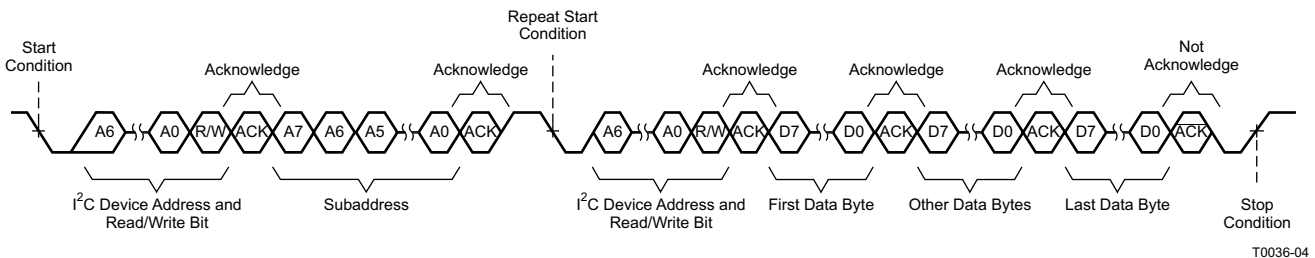 Repeat Start
Condition
Start
Condition
Not
Acknowledge
Acknowledge Acknowledge Acknowledge Acknowledge Acknowledge
A6 A0 R/W ACK A7 A6 A5 A0 ACK A6 A0 R/W ACK D7 D0 ACK D7 D0 ACK D7 D0 ACK
I²C Device Address and
Read/Write Bit
Subaddress
I²C Device Address and
Read/Write Bit
First Data Byte
Other Data Bytes
Last Data Byte
Stop
Condition
T0036-04